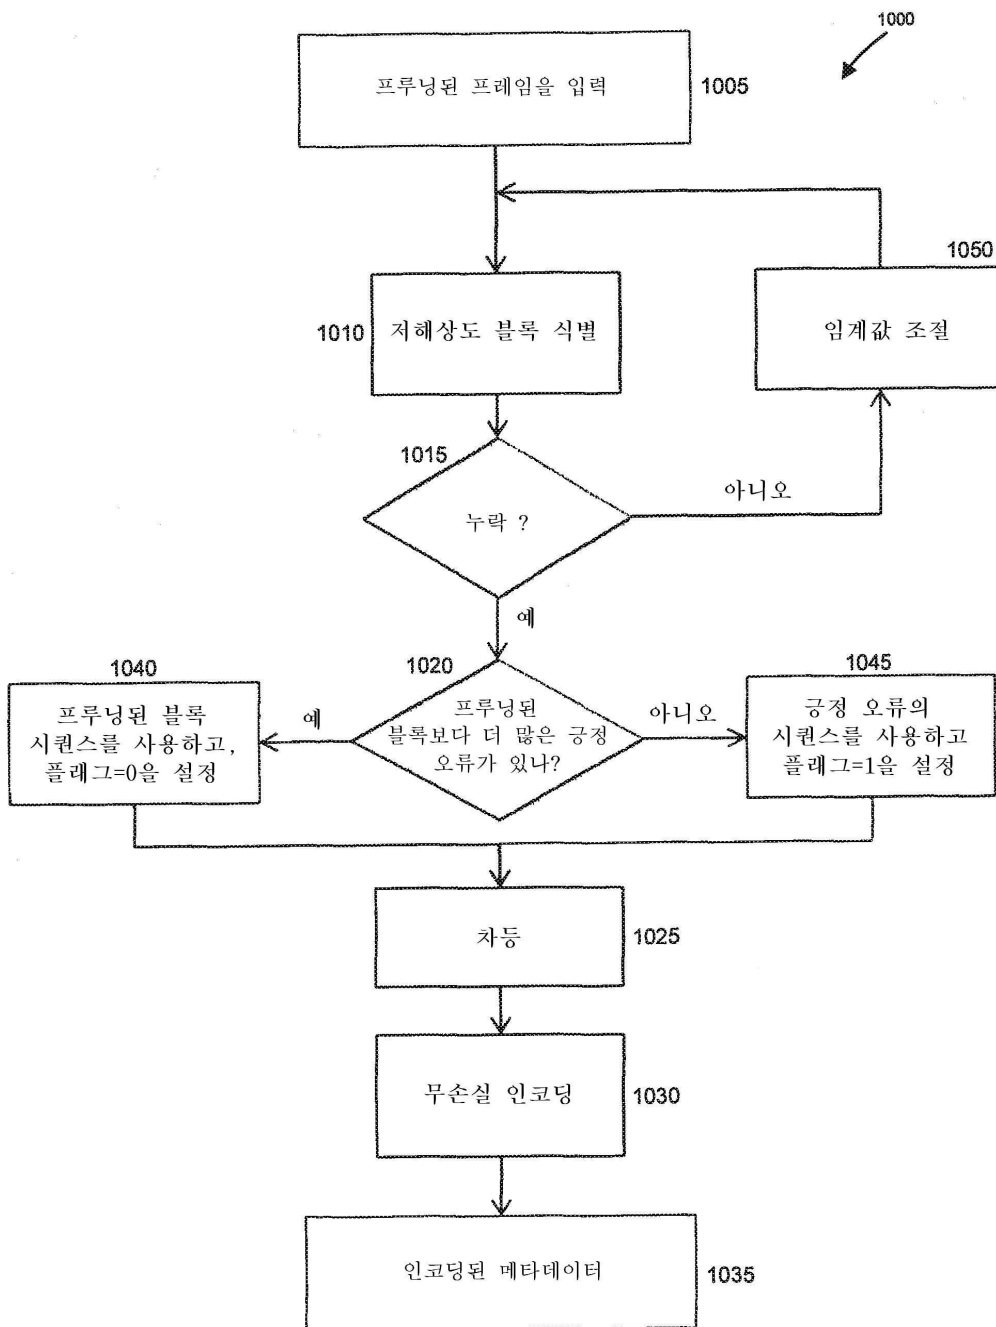 1000
프루닝된 프레임을 입력
1005
1050
1010
저해상도 블록 식별
임계값 조절
1015
누락 ?
아니오
예
1040
1020
1045
프루닝된 블록
시퀀스를 사용하고,
플래그=0을 설정
예
프루닝된
블록보다 더 많은 긍정
오류가 있나?
아니오
긍정 오류의
시퀀스를 사용하고
플래그=1을 설정
차등
1025
무손실 인코딩
1030
인코딩된 메타데이터
1035